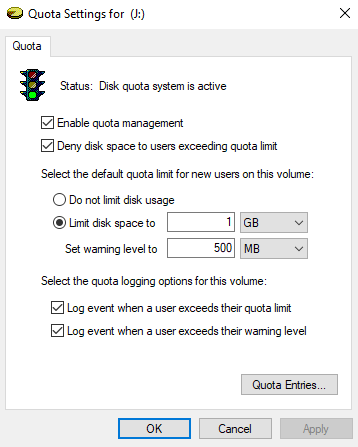 Quota Settings for (J:)
Quota
Status: Disk quota system is active
Enable quota management
Deny disk space to users exceeding quota limit
Select the default quota limit for new users on this volume:
Do not limit disk usage
Limit disk space to 1 GB
Set warning level to 500 MB
Select the quota logging options for this volume:
Log event when a user exceeds their quota limit
Log event when a user exceeds their warning level
Quota Entries...
OK Cancel Apply